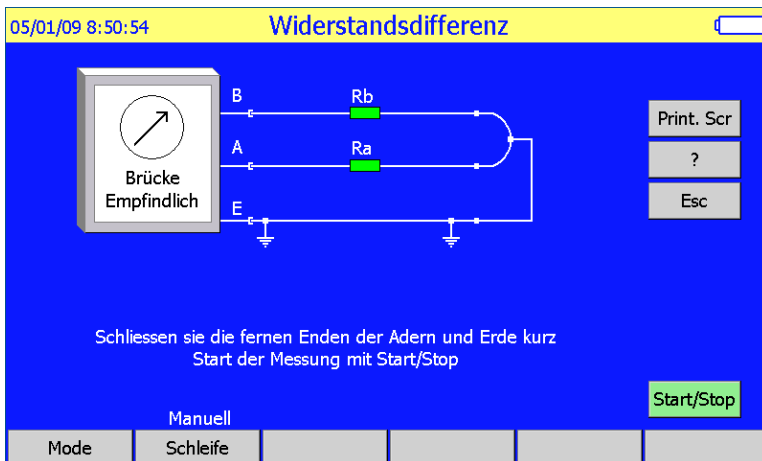 05/01/09 8:50:54 Widerstandsdifferenz
B Rb
A Ra
E
Brücke
Empfindlich
Print. Scr
?
Esc
Schliessen sie die fernen Enden der Adern und Erde kurz
Start der Messung mit Start/Stop
Start/Stop
Manuell
Mode Schleife